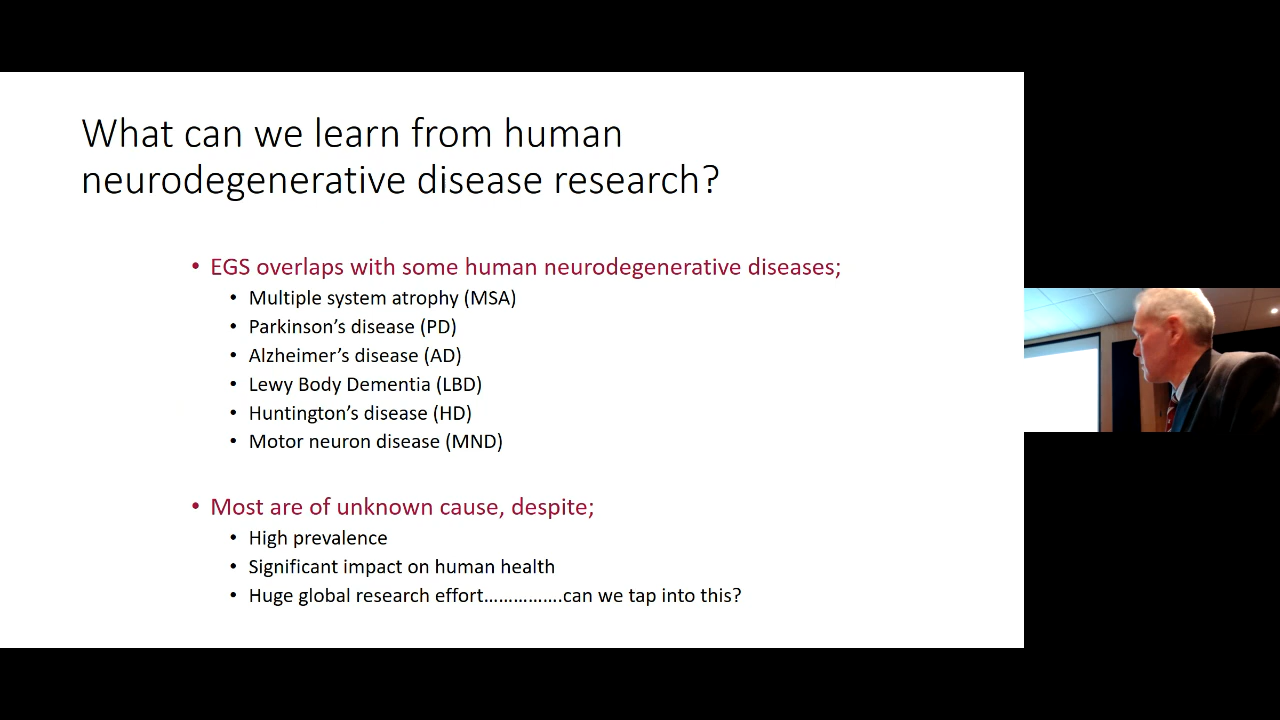 What can we learn from human
neurodegenerative disease research?
• EGS overlaps with some human neurodegenerative diseases;
• Multiple system atrophy (MSA)
• Parkinson’s disease (PD)
• Alzheimer’s disease (AD)
• Lewy Body Dementia (LBD)
• Huntington’s disease (HD)
• Motor neuron disease (MND)
• Most are of unknown cause, despite;
• High prevalence
• Significant impact on human health
• Huge global research effort…………….can we tap into this?